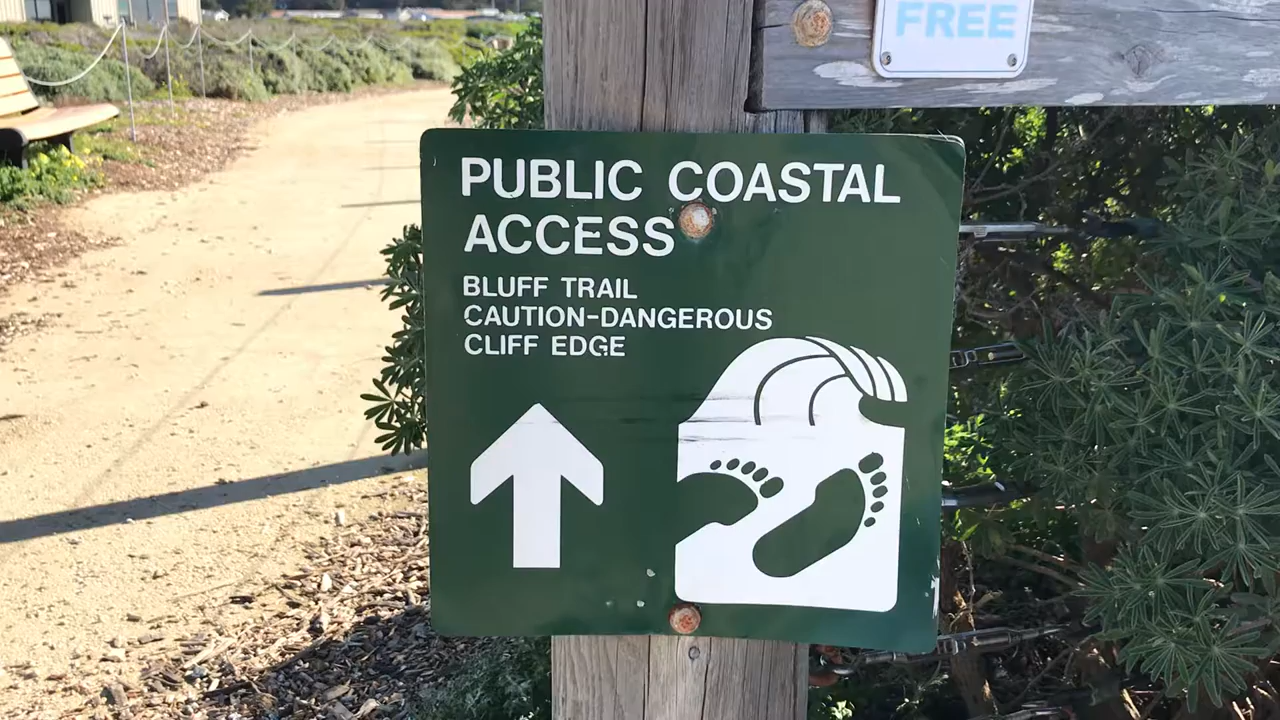 FREE
PUBLIC COASTAL
ACCESS
BLUFF TRAIL
CAUTION-DANGEROUS
CLIFF EDGE